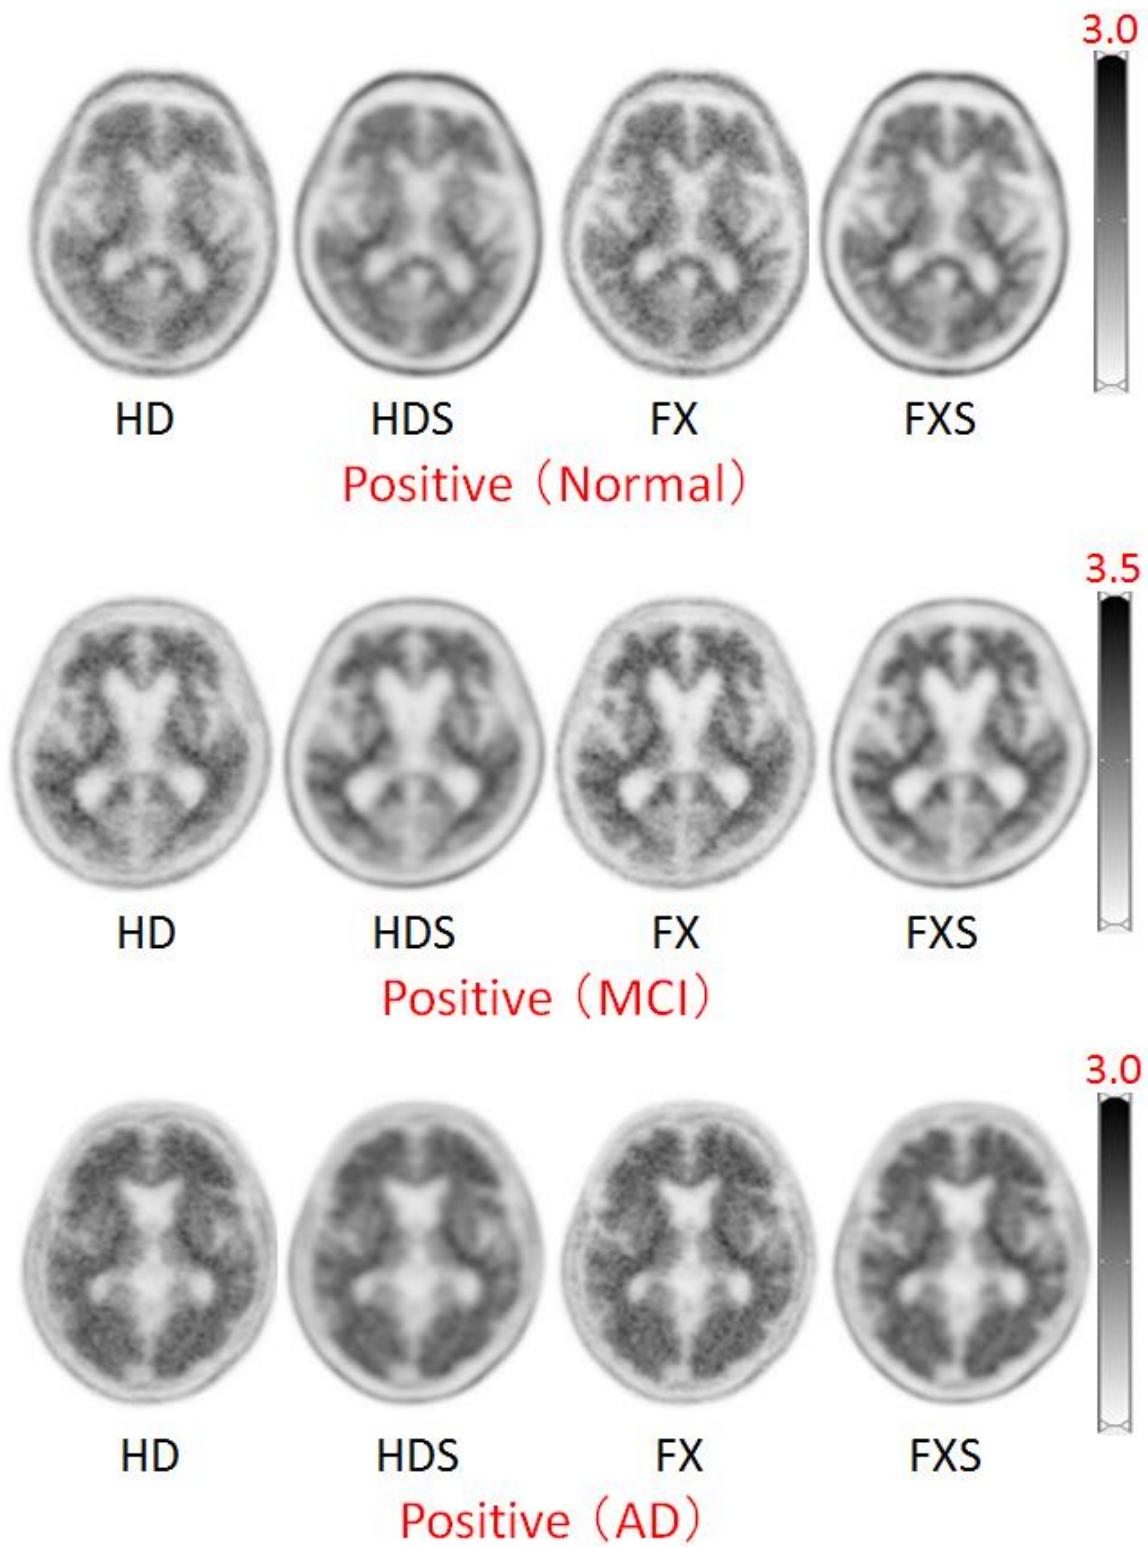 3.0
HD HDS FX FXS
Positive（Normal）
3.5
HD HDS FX FXS
Positive（MCI）
3.0
HD HDS FX FXS
Positive（AD）